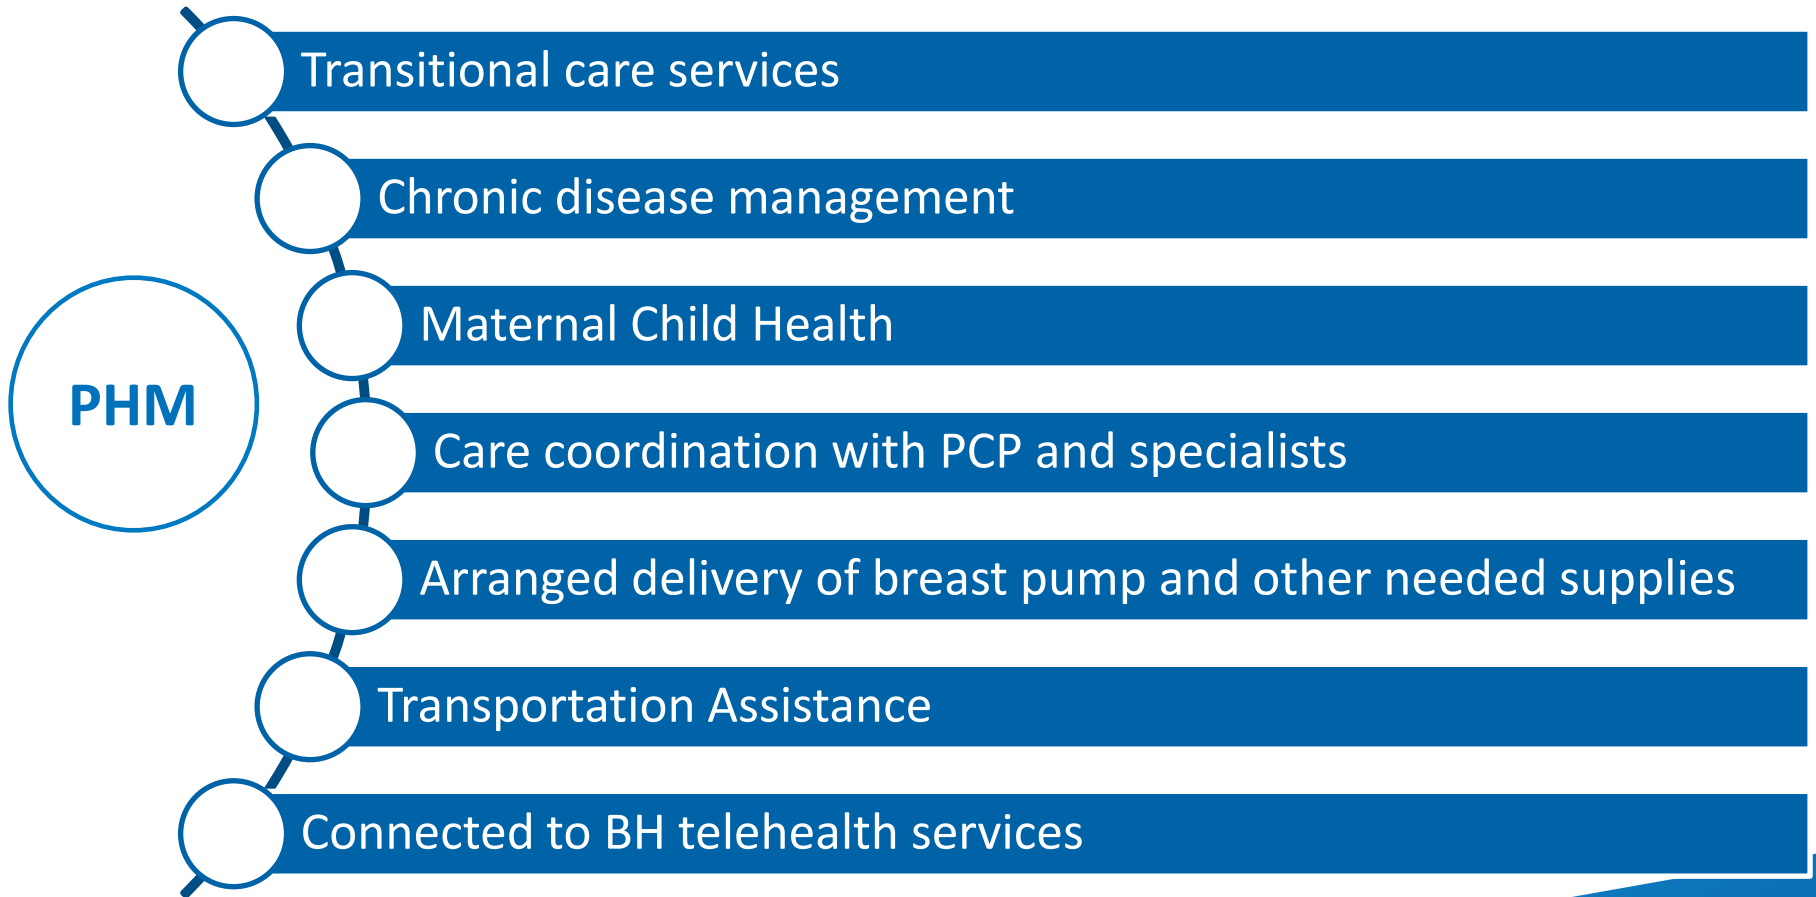 Transitional care services
Chronic disease management
Maternal Child Health
PHM
Care coordination with PCP and specialists
Arranged delivery of breast pump and other needed supplies
Transportation Assistance
Connected to BH telehealth services